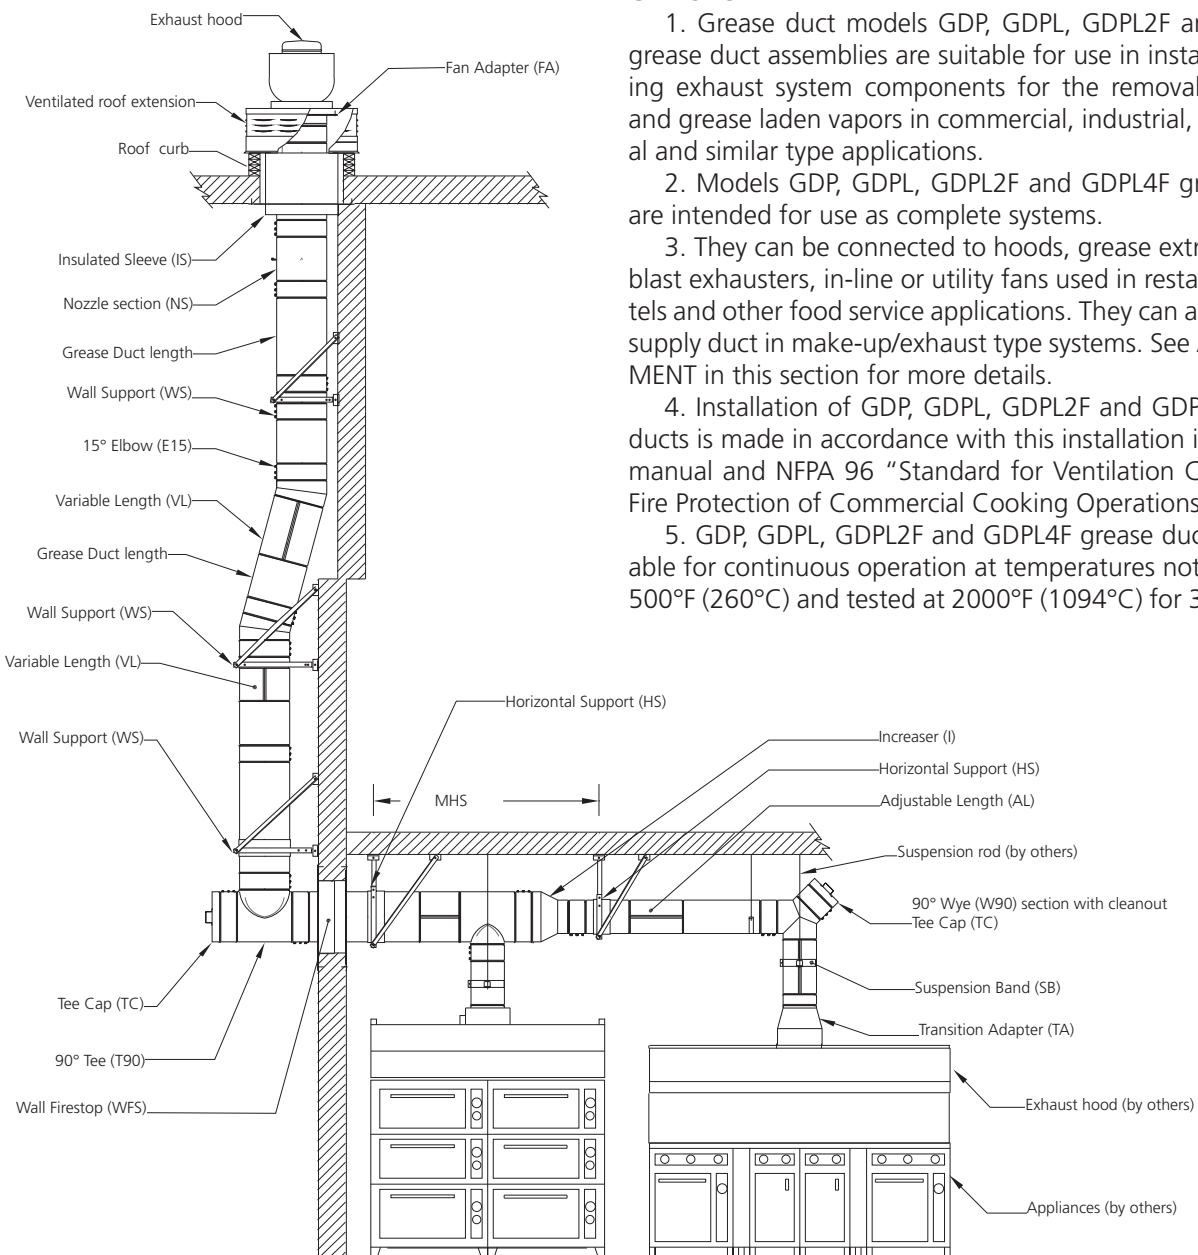 Exhaust hood
Fan Adapter (FA)
Ventilated roof extension
Roof curb
Insulated Sleeve (IS)
Nozzle section (NS)
Grease Duct length
Wall Support (WS)
15° Elbow (E15)
Variable Length (VL)
Grease Duct length
Wall Support (WS)
Variable Length (VL)
Wall Support (WS)
Tee Cap (TC)
90° Tee (T90)
Wall Firestop (WFS)
1. Grease duct models GDP, GDPL, GDPL2F
grease duct assemblies are suitable for use in
ing exhaust system components for the removal
and grease laden vapors in commercial, industrial,
al and similar type applications.
2. Models GDP, GDPL, GDPL2F and GDPL4F
are intended for use as complete systems.
3. They can be connected to hoods, grease
blast exhausters, in-line or utility fans used in
tels and other food service applications. They can
supply duct in make-up/exhaust type systems. See
MENT in this section for more details.
4. Installation of GDP, GDPL, GDPL2F and
ducts is made in accordance with this installation
manual and NFPA 96 “Standard for Ventilation
Fire Protection of Commercial Cooking Operations
5. GDP, GDPL, GDPL2F and GDPL4F grease
able for continuous operation at temperatures
500°F (260°C) and tested at 2000°F (1094°C) for
Horizontal Support (HS)
MHS
Increaser (I)
Horizontal Support (HS)
Adjustable Length (AL)
Suspension rod (by others)
90° Wye (W90) section with cleanout
Tee Cap (TC)
Suspension Band (SB)
Transition Adapter (TA)
Exhaust hood (by others)
Appliances (by others)